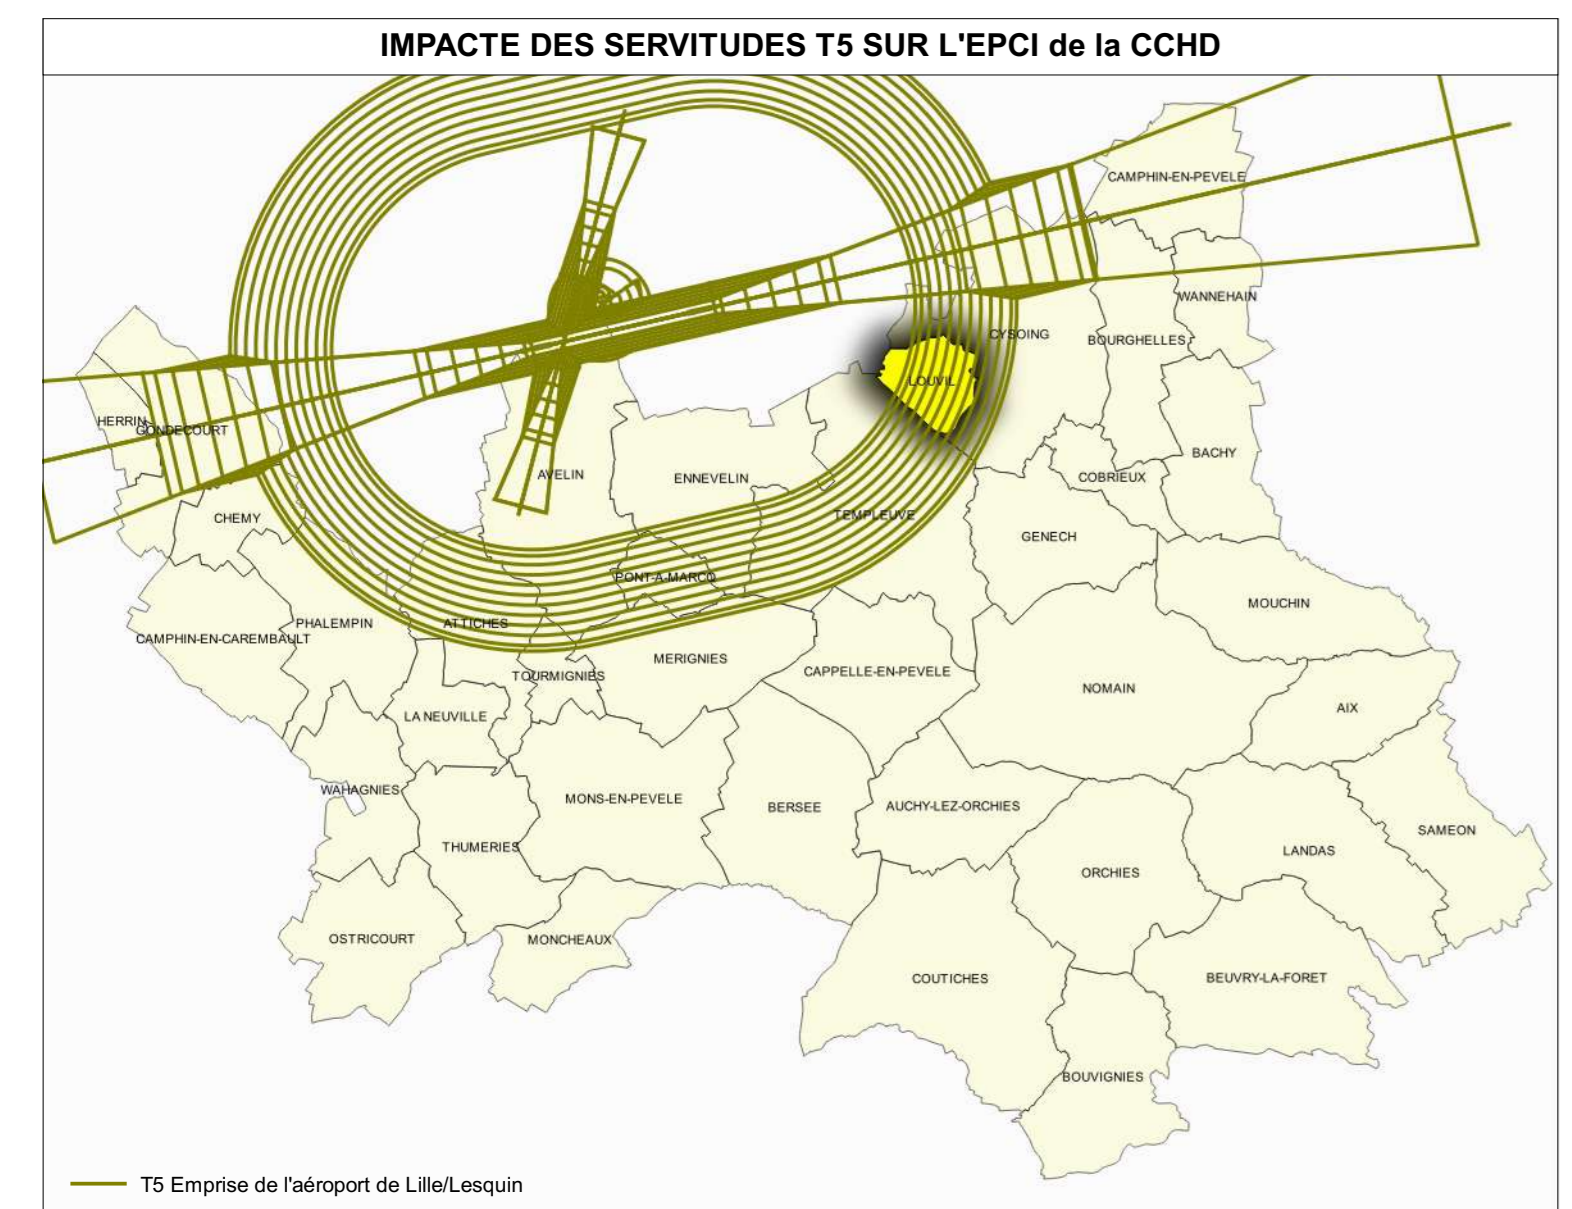 IMPACTE DES SERVITUDES T5 SUR L'EPCI de la CCHD
CAMPHIN-EN-PEVELE
WANNEHAIN
CYSOING
BOURGHELLES
LOUVIL
HERRIN
GONDECOURT
BACHY
AVELIN
ENNEVELIN
COBRIEUX
CHEMY
TEMPLEUVE
GENECH
PONT-A-MARCQ
MOUCHIN
PHALEMPIN
ATTICHES
CAMPHIN-EN-CAREMBAULT
MERIGNIES
CAPPELLE-EN-PEVELE
TOURMIGNIES
NOMAIN
AIX
LA NEUVILLE
WAHAGNIES
MONS-EN-PEVELE
BERSEE
AUCHY-LEZ-ORCHIES
SAMEON
THUMERIES
LANDAS
ORCHIES
OSTRICOURT
MONCHEAUX
COUTICHES
BEUVRY-LA-FORET
BOUVIGNIES
T5 Emprise de l'aéroport de Lille/Lesquin